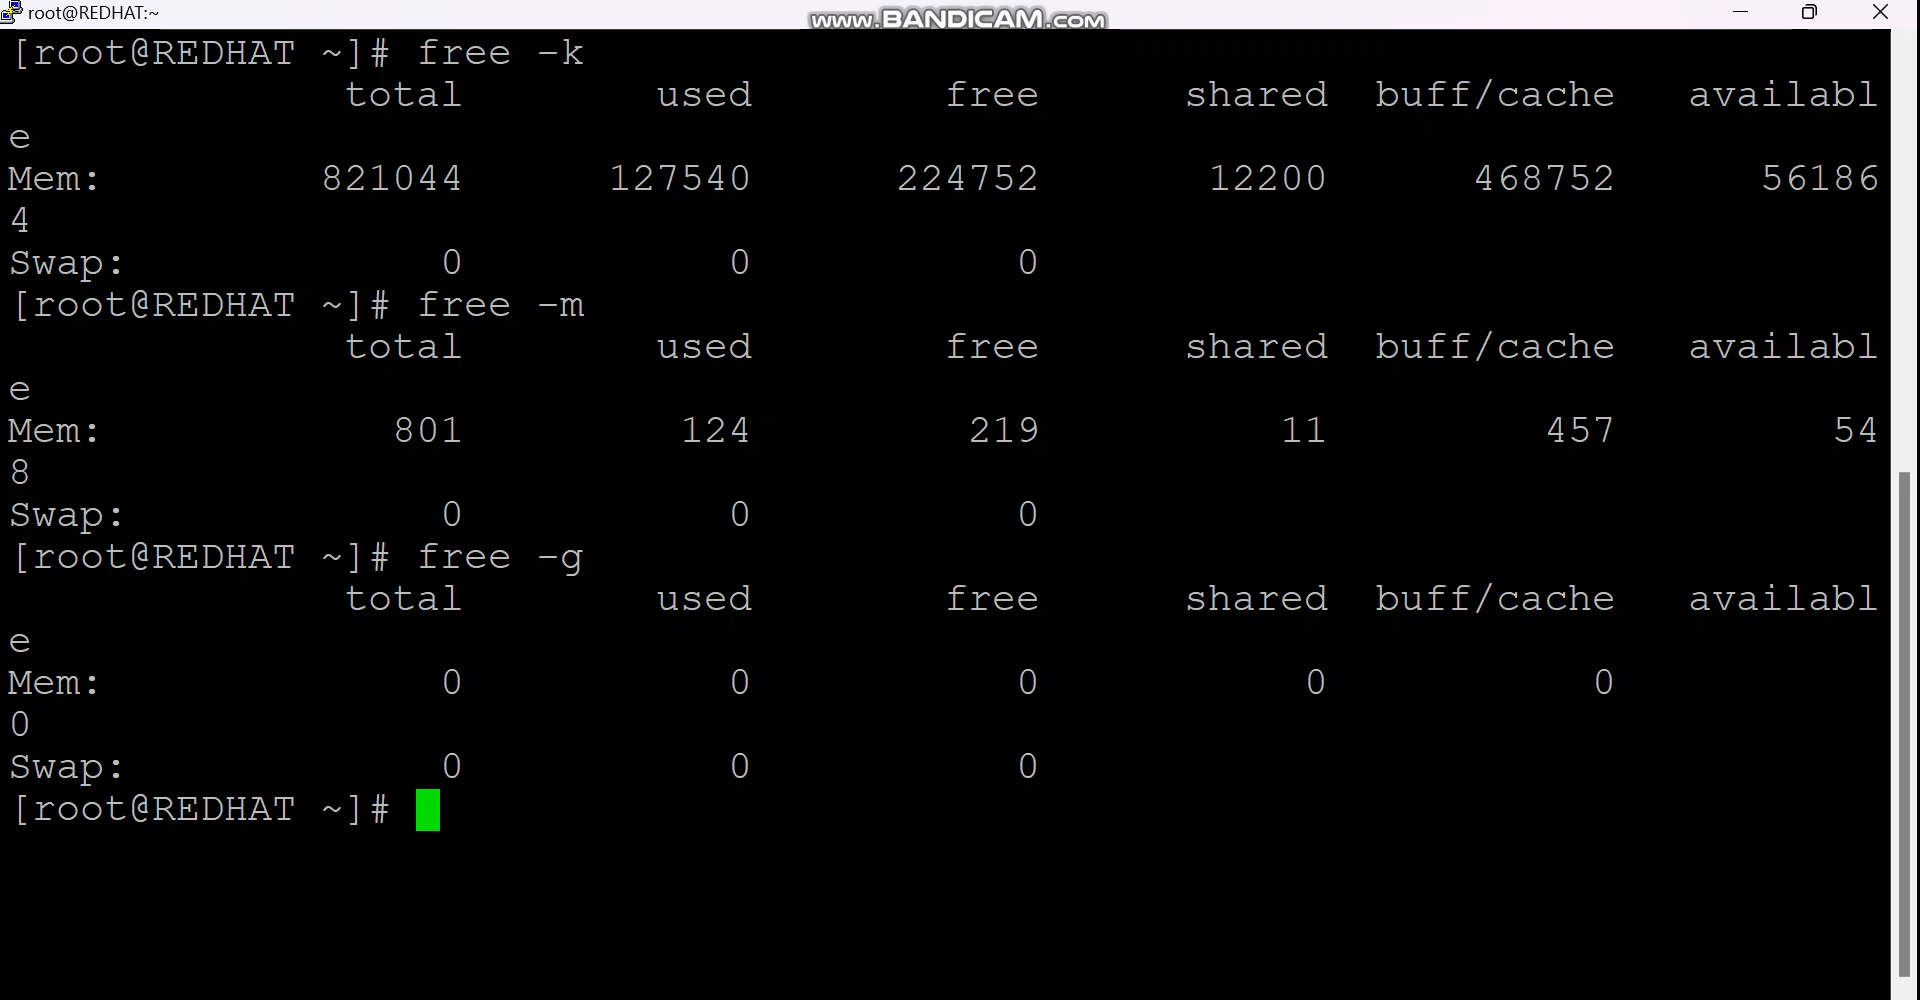 root@REDHAT:~
www.BANDICAM.com
[root@REDHAT ~]# free -k
total used free shared buff/cache availabl
e
Mem: 821044 127540 224752 12200 468752 56186
4
Swap: 0 0 0
[root@REDHAT ~]# free -m
total used free shared buff/cache availabl
e
Mem: 801 124 219 11 457 54
8
Swap: 0 0 0
[root@REDHAT ~]# free -g
total used free shared buff/cache availabl
e
Mem: 0 0 0 0 0
0
Swap: 0 0 0
[root@REDHAT ~]#